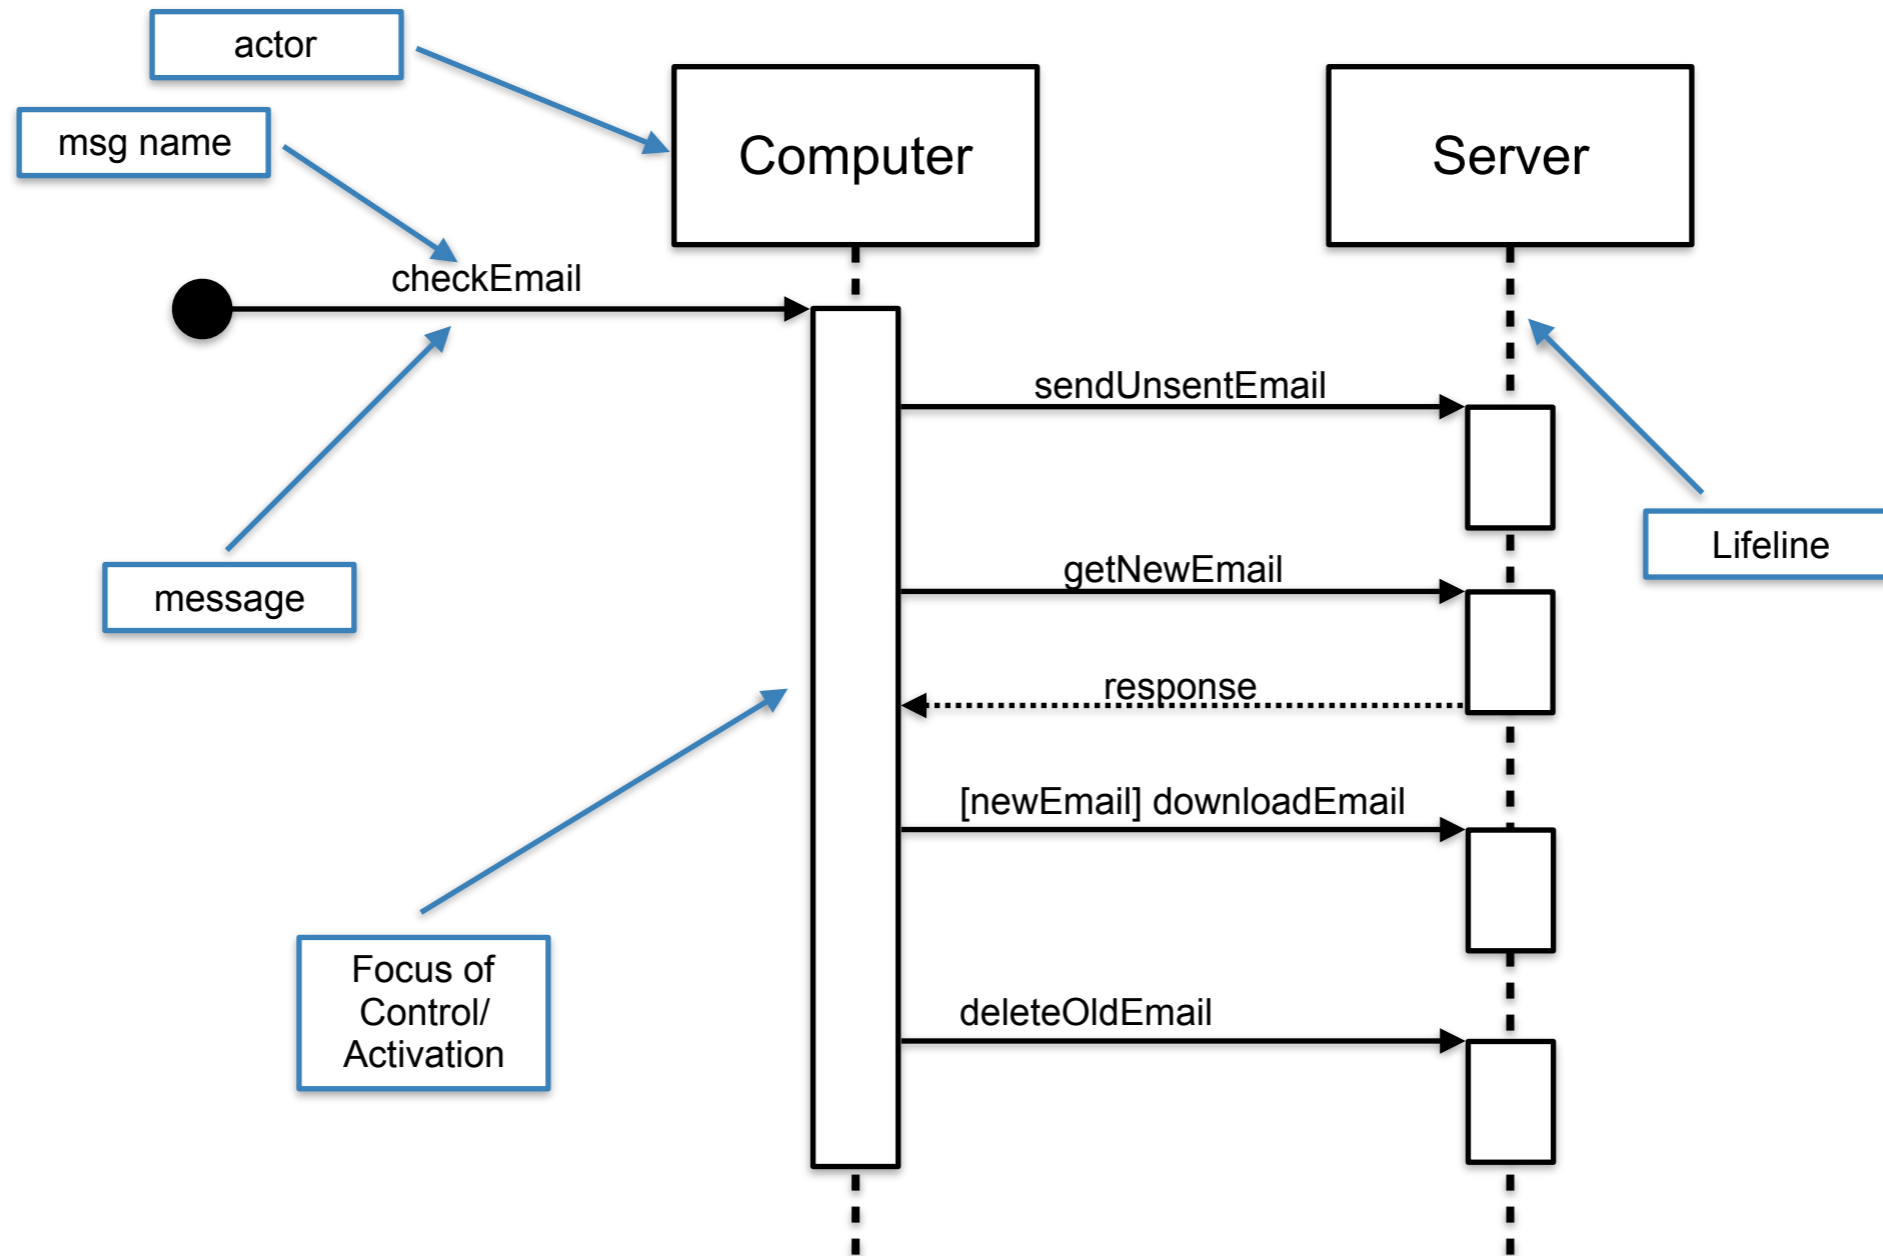 actor
msg name
Computer
Server
checkEmail
sendUnsentEmail
Lifeline
getNewEmail
message
response
[newEmail] downloadEmail
Focus of
Control/
Activation
deleteOldEmail